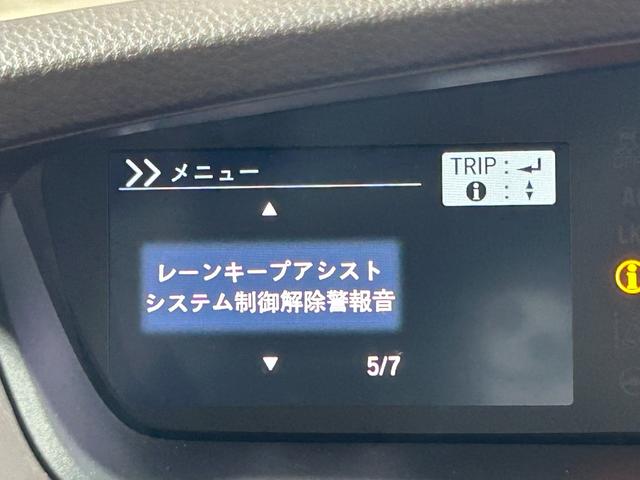 メニュー
TRIP :
i :
レーンキープアシスト
システム制御解除警報音
5/7
i